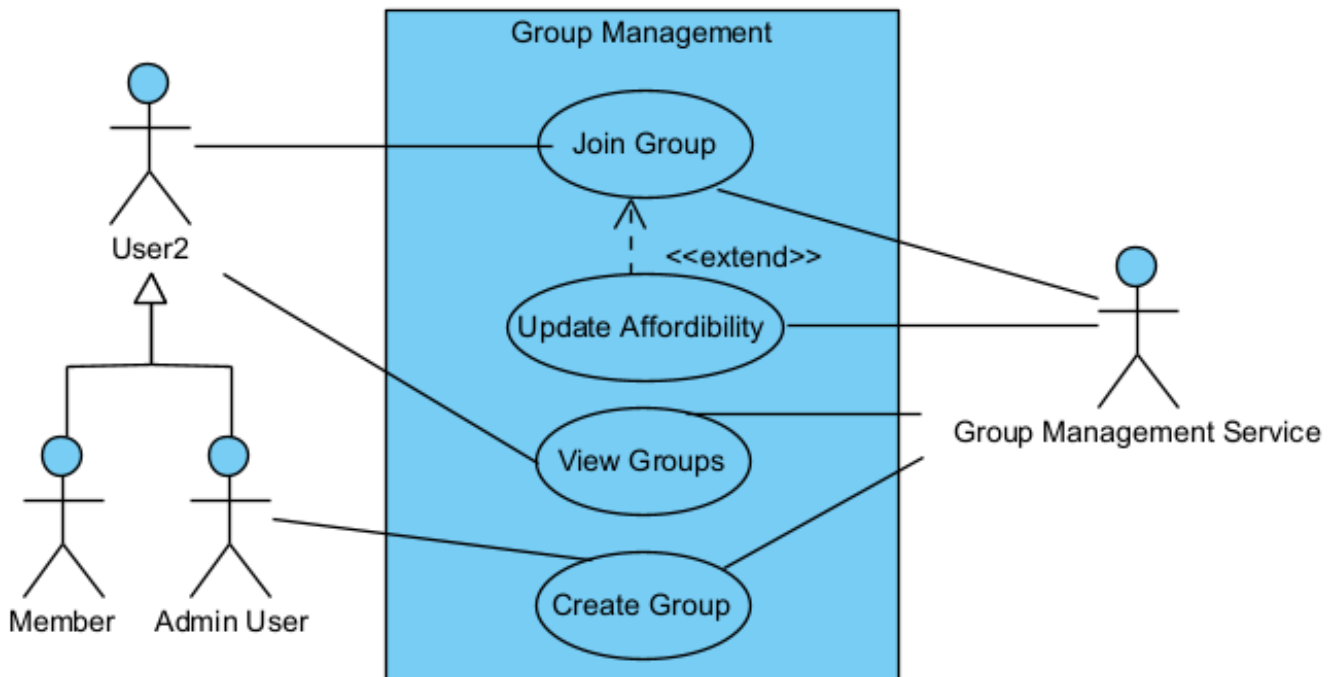 Group Management
Join Group
User2
<<extend>>
Update Affordibility
Group Management Service
View Groups
Create Group
Member
Admin User